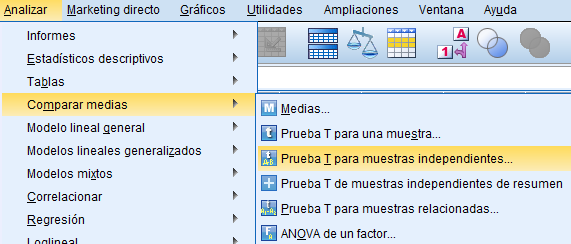 Analizar Marketing directo Gráficos Utilidades Ampliaciones Ventana Ayuda
Informes
Estadísticos descriptivos
Tablas
Comparar medias
Modelo lineal general
Modelos lineales generalizados
Modelos mixtos
Correlacionar
Regresión
Loglineal
Medias...
Prueba T para una muestra...
Prueba T para muestras independientes...
Prueba T de muestras independientes de resumen
Prueba T para muestras relacionadas...
ANOVA de un factor...